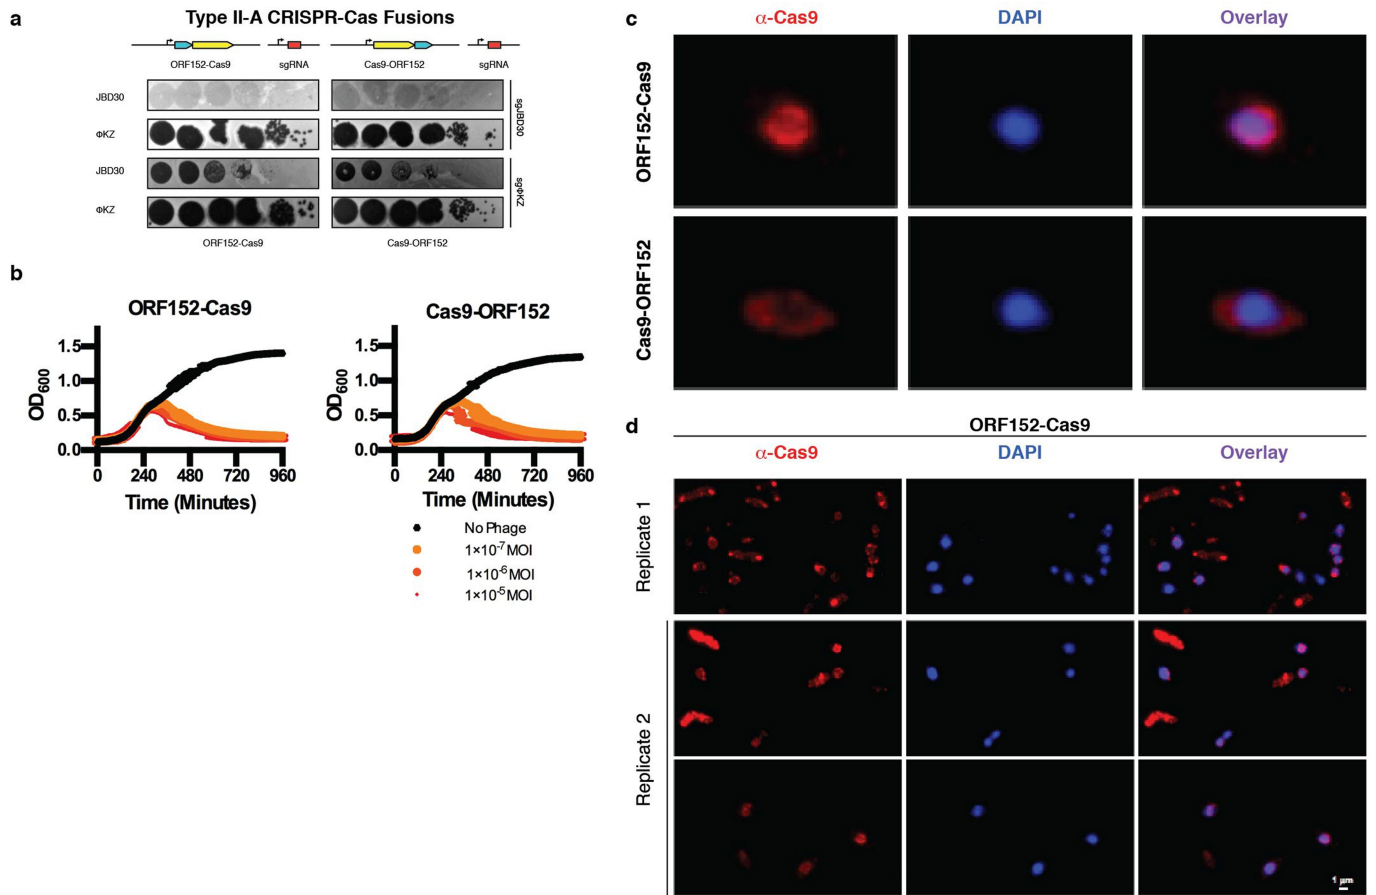 a
Type II-A CRISPR-Cas Fusions
ORF152-Cas9
sgRNA
Cas9-ORF152
sgRNA
JBD30
ΦKZ
sgJBD30
JBD30
ΦKZ
sgΦKZ
ORF152-Cas9
Cas9-ORF152
b
ORF152-Cas9
OD600
1.5
1.0
0.5
0.0
0 240 480 720 960
Time (Minutes)
Cas9-ORF152
OD600
1.5
1.0
0.5
0.0
0 240 480 720 960
Time (Minutes)
No Phage
1×10-7 MOI
1×10-6 MOI
1×10-5 MOI
c
α-Cas9 DAPI Overlay
ORF152-Cas9
Cas9-ORF152
d
ORF152-Cas9
α-Cas9 DAPI Overlay
Replicate 1
Replicate 2
1 μm